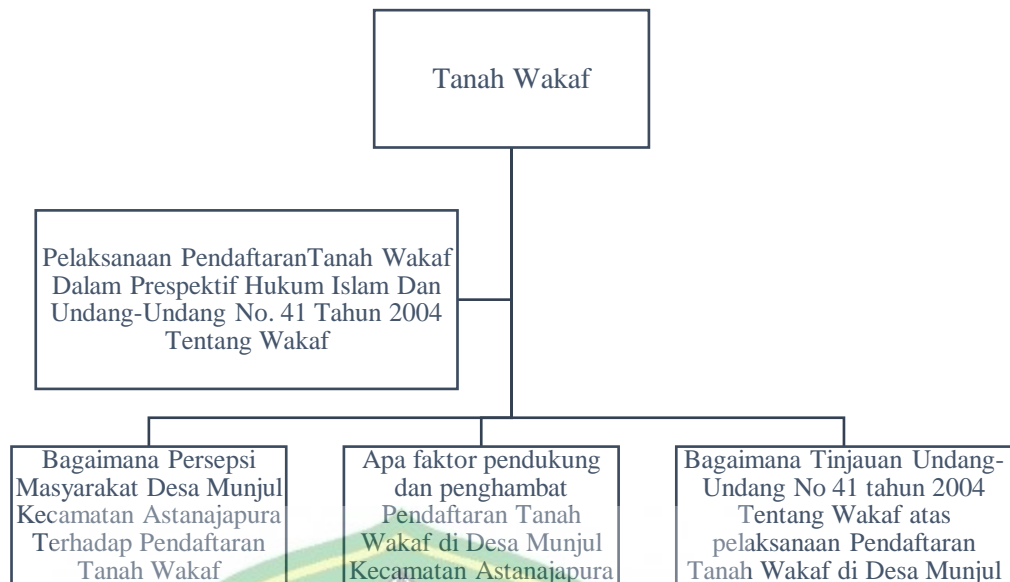 Tanah Wakaf
Pelaksanaan PendaftaranTanah Wakaf
Dalam Prespektif Hukum Islam Dan
Undang-Undang No. 41 Tahun 2004
Tentang Wakaf
Bagaimana Persepsi
Masyarakat Desa Munjul
Kecamatan Astanajapura
Terhadap Pendaftaran
Tanah Wakaf
Apa faktor pendukung
dan penghambat
Pendaftaran Tanah
Wakaf di Desa Munjul
Kecamatan Astanajapura
Bagaimana Tinjauan Undang-
Undang No 41 tahun 2004
Tentang Wakaf atas
pelaksanaan Pendaftaran
Tanah Wakaf di Desa Munjul